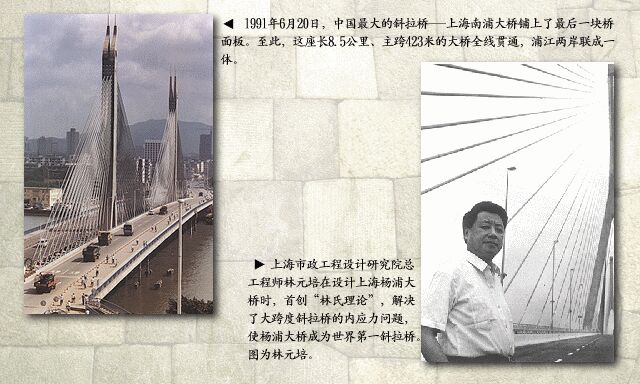 ◀ 1991年6月20日，中国最大的斜拉桥──上海南浦大桥铺上了最后一块桥
面板。至此，这座长8.5公里、主跨423米的大桥全线贯通，浦江两岸联成一
体。
▶ 上海市政工程设计研究院总
工程师林元培在设计上海杨浦大
桥时，首创“林氏理论”，解决
了大跨度斜拉桥的内应力问题，
使杨浦大桥成为世界第一斜拉桥。
图为林元培。